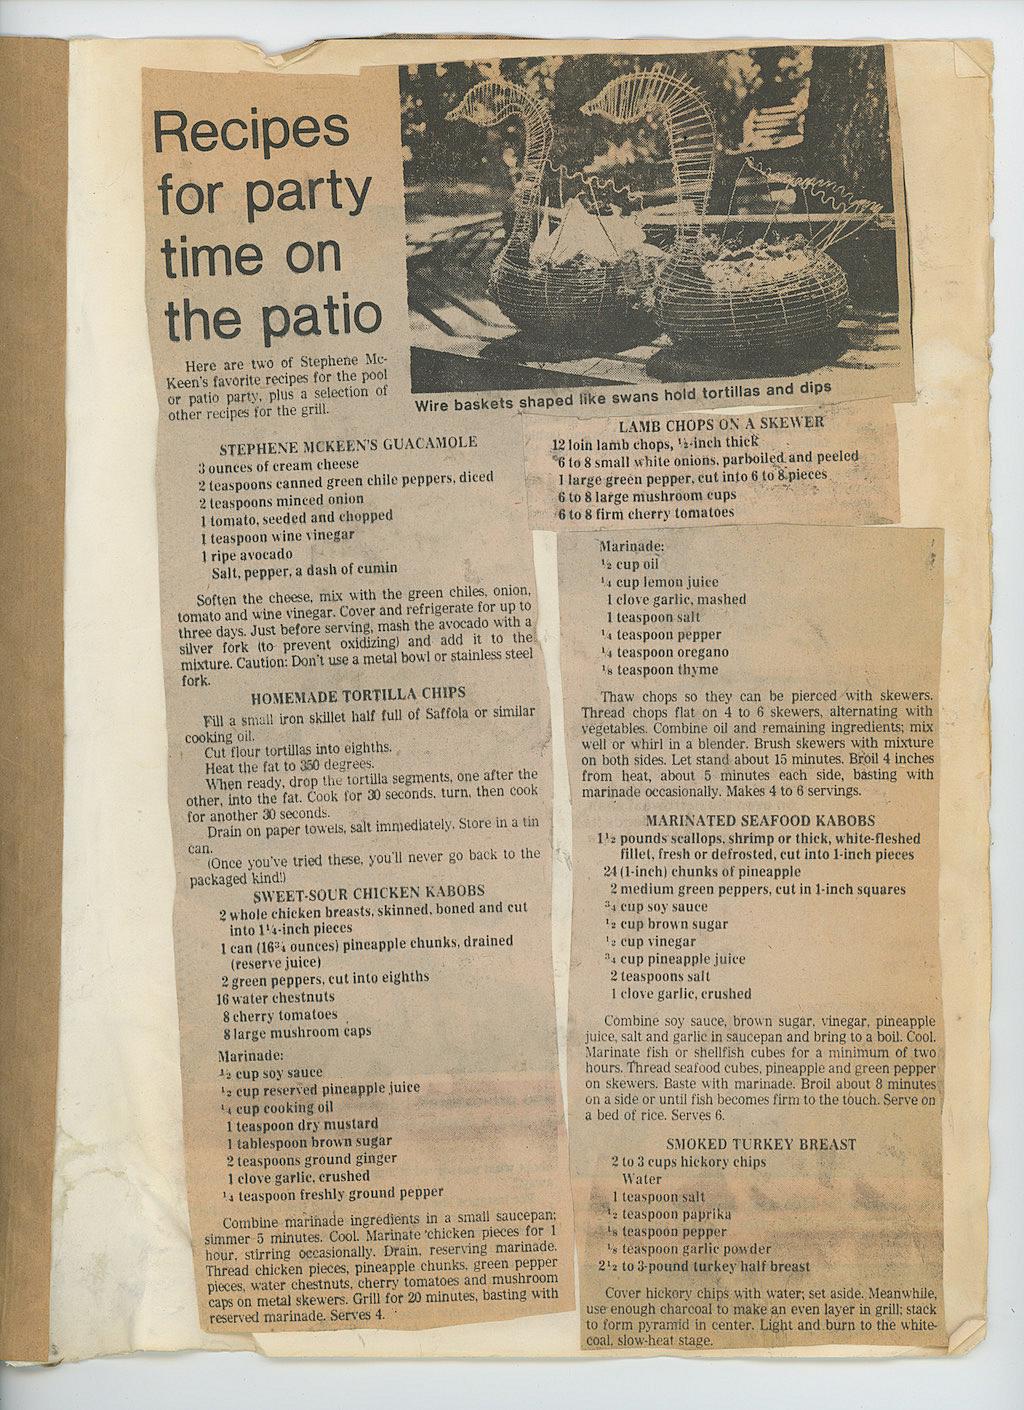 Recipes
for party
time on
the patio
Here are two of Stephene Mc-
Keen's favorite recipes for the pool
or patio party, plus a selection of
other recipes for the grill.
Wire baskets shaped like swans hold tortillas and dips
STEPHENE MCKEEN'S GUACAMOLE
3 ounces of cream cheese
2 teaspoons canned green chile peppers, diced
2 teaspoons minced onion
1 tomato, seeded and chopped
1 teaspoon wine vinegar
1 ripe avocado
Salt, pepper, a dash of cumin
Soften the cheese, mix with the green chiles, onion,
tomato and wine vinegar. Cover and refrigerate for up to
three days. Just before serving, mash the avocado with a
silver fork (to prevent oxidizing) and add it to the
mixture. Caution: Don't use a metal bowl or stainless steel
fork.
HOMEMADE TORTILLA CHIPS
Fill a small iron skillet half full of Saffola or similar
cooking oil.
Cut flour tortillas into eighths.
Heat the fat to 350 degrees.
When ready, drop the tortilla segments, one after the
other, into the fat. Cook for 30 seconds, turn, then cook
for another 30 seconds.
Drain on paper towels, salt immediately. Store in a tin
can.
(Once you've tried these, you'll never go back to the
packaged kind!)
SWEET-SOUR CHICKEN KABOBS
2 whole chicken breasts, skinned, boned and cut
into 1¼-inch pieces
1 can (16¾ ounces) pineapple chunks, drained
(reserve juice)
2 green peppers, cut into eighths
16 water chestnuts
8 cherry tomatoes
8 large mushroom caps
Marinade:
½ cup soy sauce
½ cup reserved pineapple juice
¼ cup cooking oil
1 teaspoon dry mustard
1 tablespoon brown sugar
2 teaspoons ground ginger
1 clove garlic, crushed
¼ teaspoon freshly ground pepper
Combine marinade ingredients in a small saucepan;
simmer 5 minutes. Cool. Marinate chicken pieces for 1
hour, stirring occasionally. Drain, reserving marinade.
Thread chicken pieces, pineapple chunks, green pepper
pieces, water chestnuts, cherry tomatoes and mushroom
caps on metal skewers. Grill for 20 minutes, basting with
reserved marinade. Serves 4.
LAMB CHOPS ON A SKEWER
12 loin lamb chops, ½-inch thick
6 to 8 small white onions, parboiled and peeled
1 large green pepper, cut into 6 to 8 pieces
6 to 8 large mushroom cups
6 to 8 firm cherry tomatoes
Marinade:
½ cup oil
¼ cup lemon juice
1 clove garlic, mashed
1 teaspoon salt
¼ teaspoon pepper
¼ teaspoon oregano
⅛ teaspoon thyme
Thaw chops so they can be pierced with skewers.
Thread chops flat on 4 to 6 skewers, alternating with
vegetables. Combine oil and remaining ingredients; mix
well or whirl in a blender. Brush skewers with mixture
on both sides. Let stand about 15 minutes. Broil 4 inches
from heat, about 5 minutes each side, basting with
marinade occasionally. Makes 4 to 6 servings.
MARINATED SEAFOOD KABOBS
1½ pounds scallops, shrimp or thick, white-fleshed
fillet, fresh or defrosted, cut into 1-inch pieces
24 (1-inch) chunks of pineapple
2 medium green peppers, cut in 1-inch squares
¾ cup soy sauce
½ cup brown sugar
½ cup vinegar
¾ cup pineapple juice
2 teaspoons salt
1 clove garlic, crushed
Combine soy sauce, brown sugar, vinegar, pineapple
juice, salt and garlic in saucepan and bring to a boil. Cool.
Marinate fish or shellfish cubes for a minimum of two
hours. Thread seafood cubes, pineapple and green pepper
on skewers. Baste with marinade. Broil about 8 minutes
on a side or until fish becomes firm to the touch. Serve on
a bed of rice. Serves 6.
SMOKED TURKEY BREAST
2 to 3 cups hickory chips
Water
1 teaspoon salt
½ teaspoon paprika
⅛ teaspoon pepper
⅛ teaspoon garlic powder
2½ to 3-pound turkey half breast
Cover hickory chips with water; set aside. Meanwhile,
use enough charcoal to make an even layer in grill; stack
to form pyramid in center. Light and burn to the white-
coal, slow-heat stage.